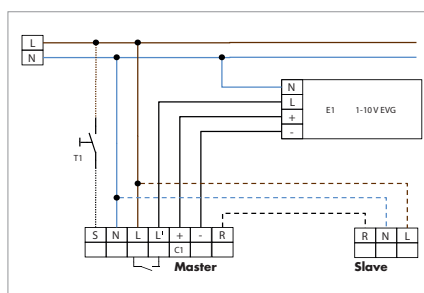 L
N
N
L
+
-
E1 1-10 V EVG
T1
S N L L' + - R
C1
Master
R N L
Slave